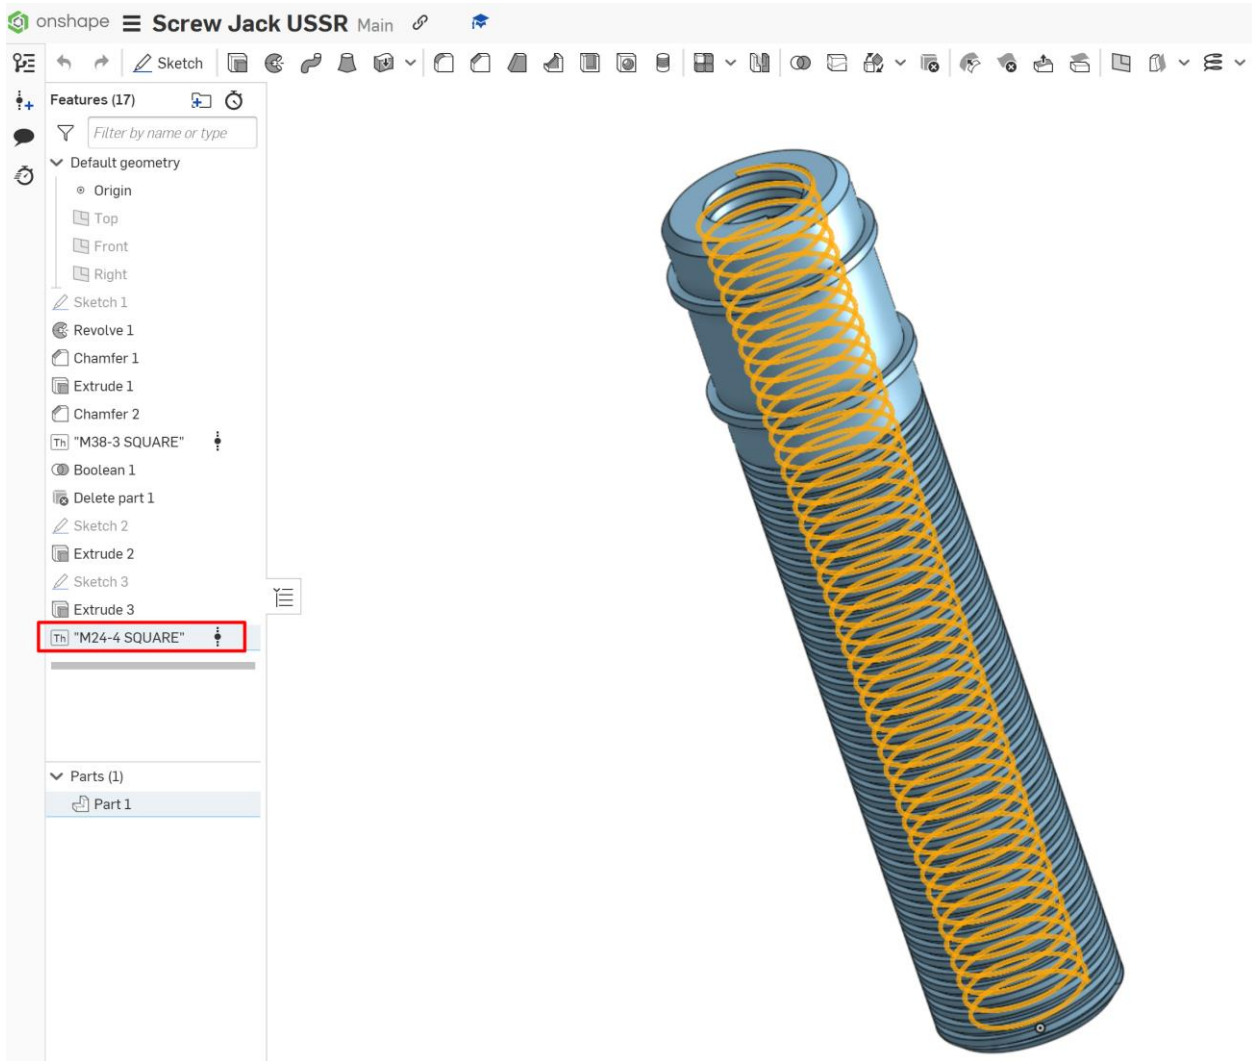 onshape Screw Jack USSR Main
Sketch
Features (17)
Filter by name or type
Default geometry
Origin
Top
Front
Right
Sketch 1
Revolve 1
Chamfer 1
Extrude 1
Chamfer 2
Th "M38-3 SQUARE"
Boolean 1
Delete part 1
Sketch 2
Extrude 2
Sketch 3
Extrude 3
Th "M24-4 SQUARE"
Parts (1)
Part 1